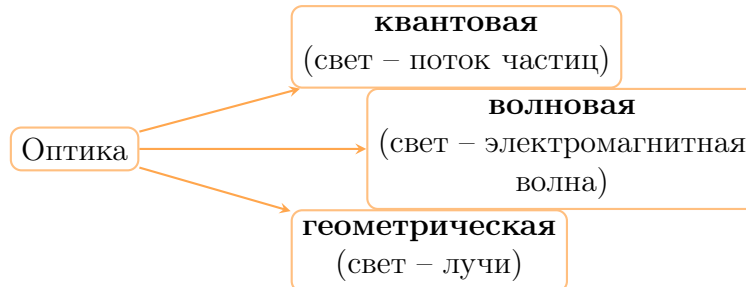 квантовая
(свет – поток частиц)
волновая
(свет – электромагнитная
волна)
Оптика
геометрическая
(свет – лучи)